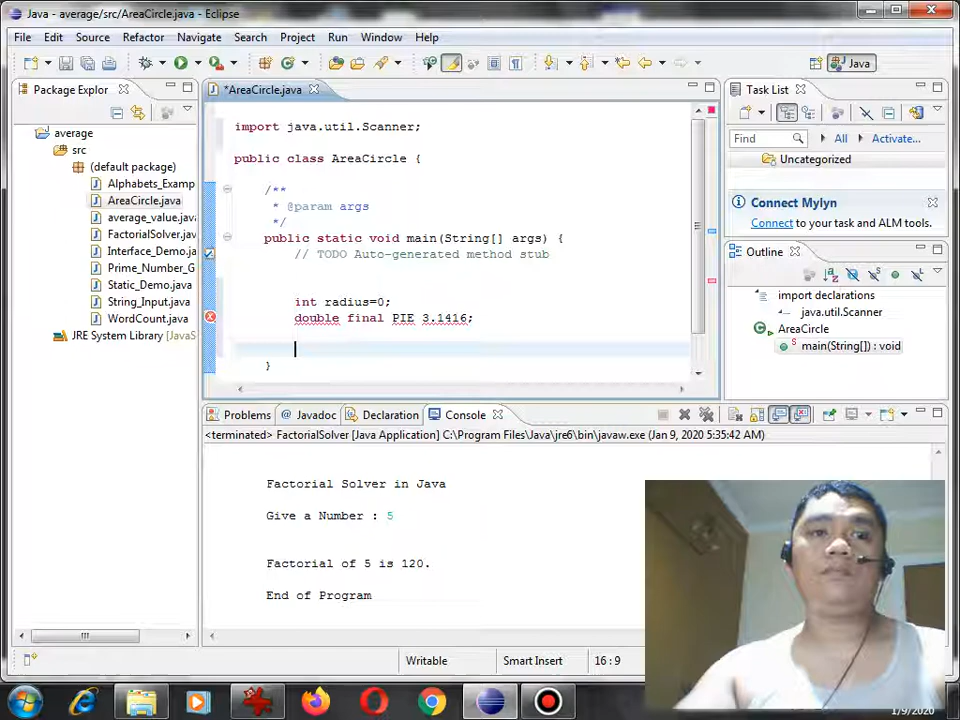 Java - average/src/AreaCircle.java - Eclipse
File Edit Source Refactor Navigate Search Project Run Window Help
Java
Package Explor
*AreaCircle.java
Task List
average
src
(default package)
Alphabets_Examp
AreaCircle.java
average_value.java
FactorialSolver.java
Interface_Demo.java
Prime_Number_G
Static_Demo.java
String_Input.java
WordCount.java
JRE System Library [JavaS
import java.util.Scanner;
public class AreaCircle {
/**
* @param args
*/
public static void main(String[] args) {
// TODO Auto-generated method stub
int radius=0;
double final PIE 3.1416;
}
Find All Activate...
Uncategorized
Connect Mylyn
Connect to your task and ALM tools.
Outline
import declarations
java.util.Scanner
AreaCircle
main(String[]) : void
Problems Javadoc Declaration Console
<terminated> FactorialSolver [Java Application] C:\Program Files\Java\jre6\bin\javaw.exe (Jan 9, 2020 5:35:42 AM)
Factorial Solver in Java
Give a Number : 5
Factorial of 5 is 120.
End of Program
Writable Smart Insert 16:9
1/9/2020